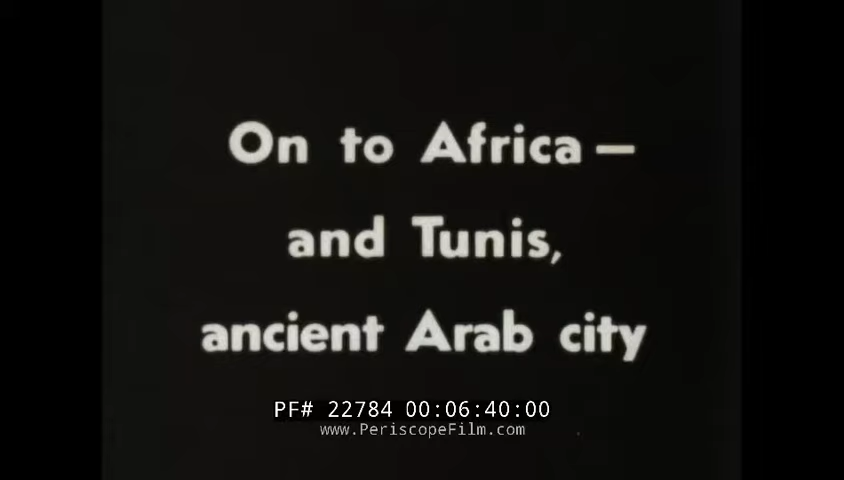 On to Africa —
and Tunis,
ancient Arab city
PF# 22784 00:06:40:00
www.PeriscopeFilm.com